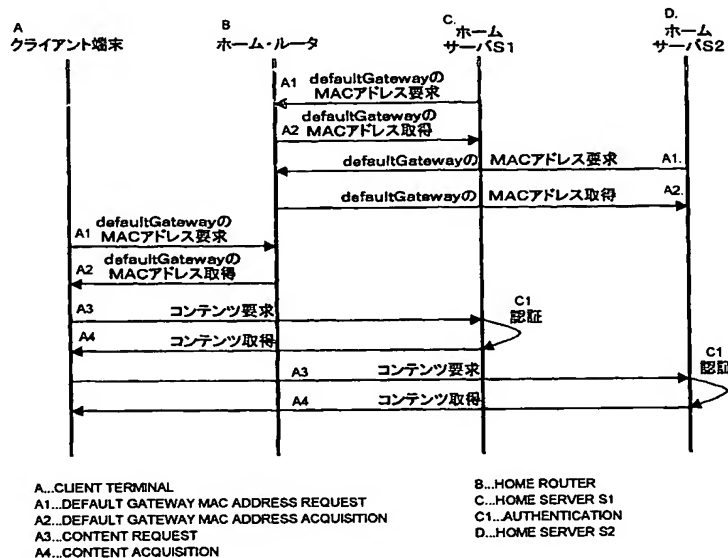 A
クライアント端末
B
ホーム・ルータ
C.
ホーム
サーバS1
D.
ホーム
サーバS2
A1 defaultGatewayの
MACアドレス要求
defaultGatewayの
A2 MACアドレス取得
defaultGatewayの MACアドレス要求 A1.
defaultGatewayの MACアドレス取得 A2.
defaultGatewayの
A1 MACアドレス要求
defaultGatewayの
A2 MACアドレス取得
A3 コンテンツ要求
C1
認証
A4 コンテンツ取得
A3 コンテンツ要求
C1
認証
A4 コンテンツ取得
A...CLIENT TERMINAL
A1...DEFAULT GATEWAY MAC ADDRESS REQUEST
A2...DEFAULT GATEWAY MAC ADDRESS ACQUISITION
A3...CONTENT REQUEST
A4...CONTENT ACQUISITION
B...HOME ROUTER
C...HOME SERVER S1
C1...AUTHENTICATION
D...HOME SERVER S2